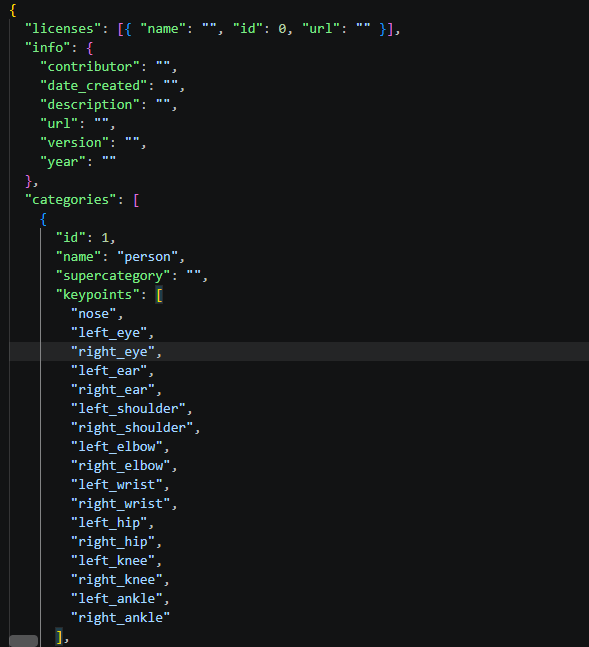 {
  "licenses": [{ "name": "", "id": 0, "url": "" }],
  "info": {
    "contributor": "",
    "date_created": "",
    "description": "",
    "url": "",
    "version": "",
    "year": ""
  },
  "categories": [
    {
      "id": 1,
      "name": "person",
      "supercategory": "",
      "keypoints": [
        "nose",
        "left_eye",
        "right_eye",
        "left_ear",
        "right_ear",
        "left_shoulder",
        "right_shoulder",
        "left_elbow",
        "right_elbow",
        "left_wrist",
        "right_wrist",
        "left_hip",
        "right_hip",
        "left_knee",
        "right_knee",
        "left_ankle",
        "right_ankle"
      ],